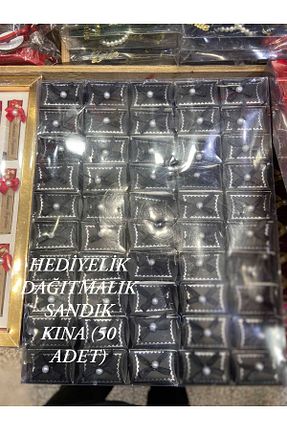 HEDİYELİK
DAĞITMALIK
SANDIK
KINA (50
ADET)